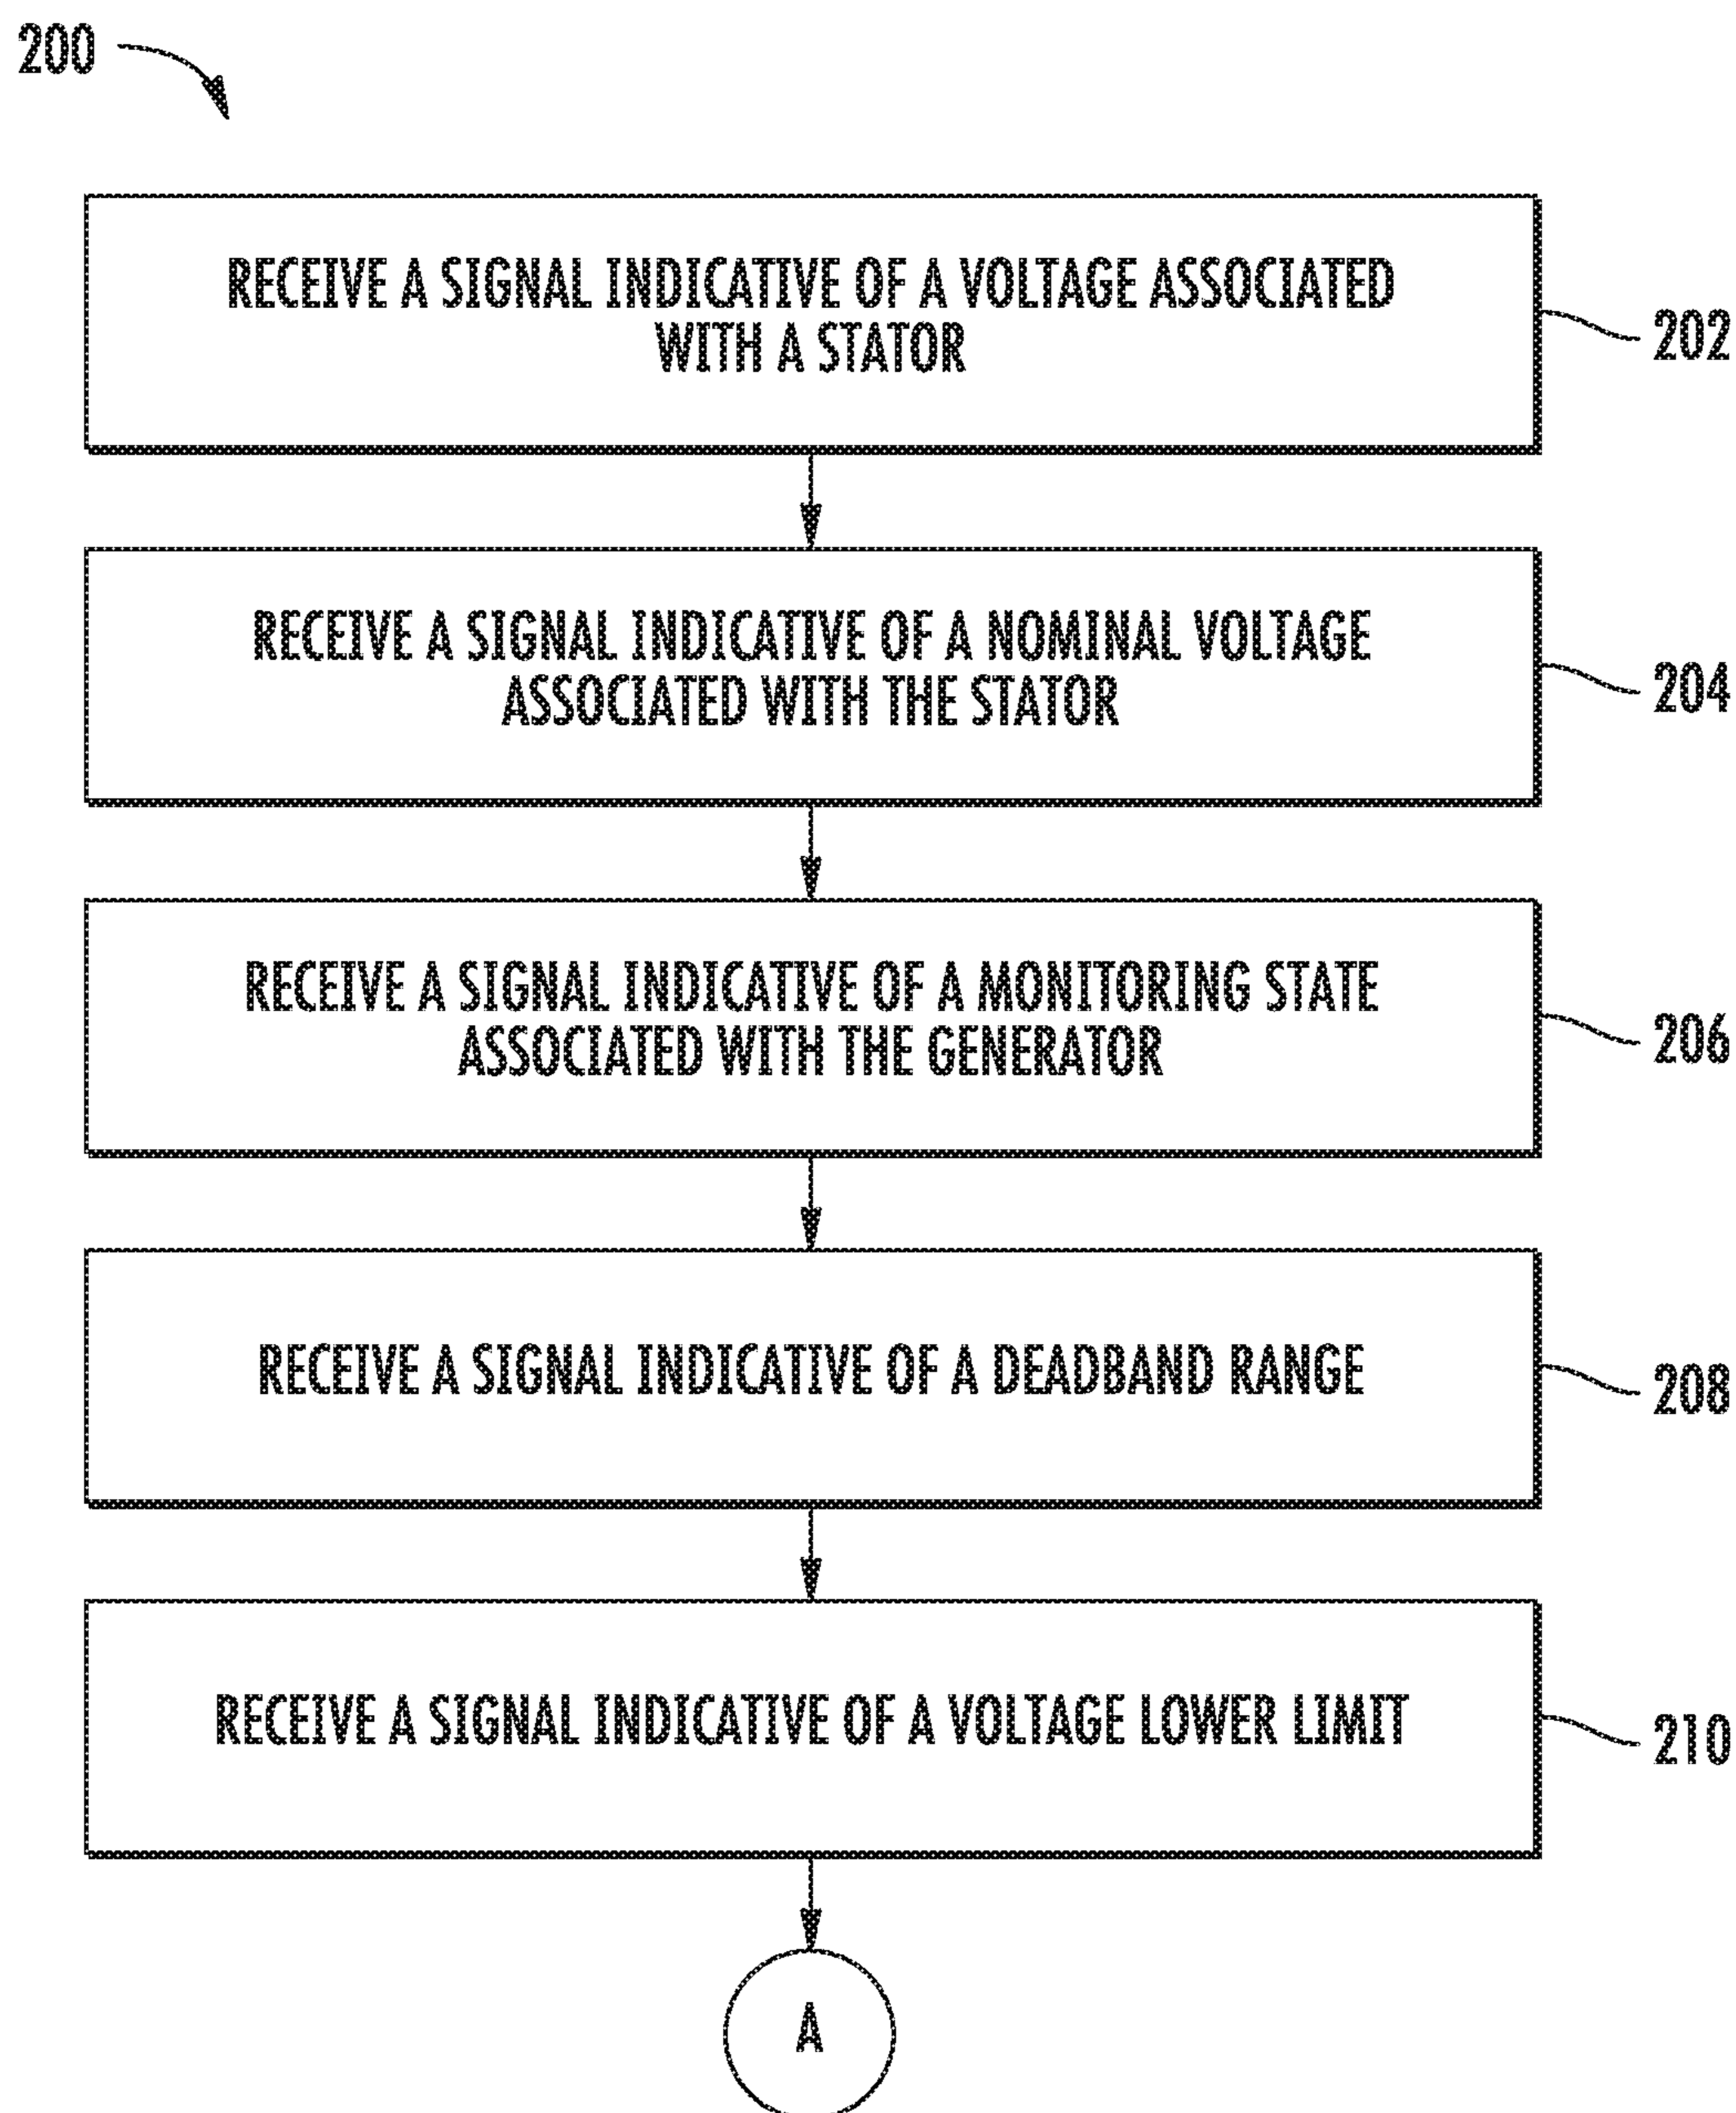 200
RECEIVE A SIGNAL INDICATIVE OF A VOLTAGE ASSOCIATED
WITH A STATOR
202
RECEIVE A SIGNAL INDICATIVE OF A NOMINAL VOLTAGE
ASSOCIATED WITH THE STATOR
204
RECEIVE A SIGNAL INDICATIVE OF A MONITORING STATE
ASSOCIATED WITH THE GENERATOR
206
RECEIVE A SIGNAL INDICATIVE OF A DEADBAND RANGE
208
RECEIVE A SIGNAL INDICATIVE OF A VOLTAGE LOWER LIMIT
210
A